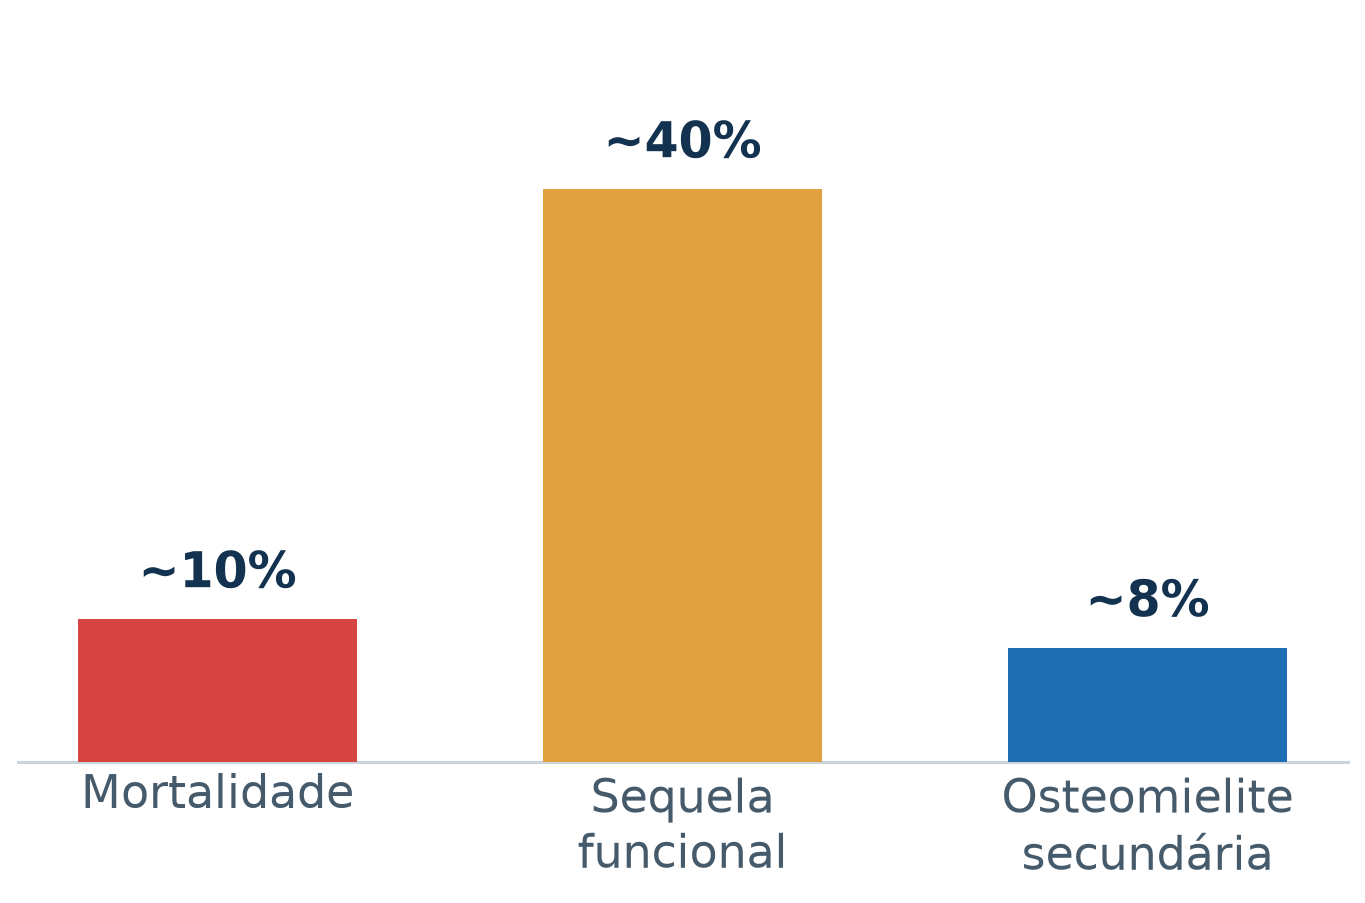 ~40%
~10%
~8%
Mortalidade
Sequela
funcional
Osteomielite
secundária